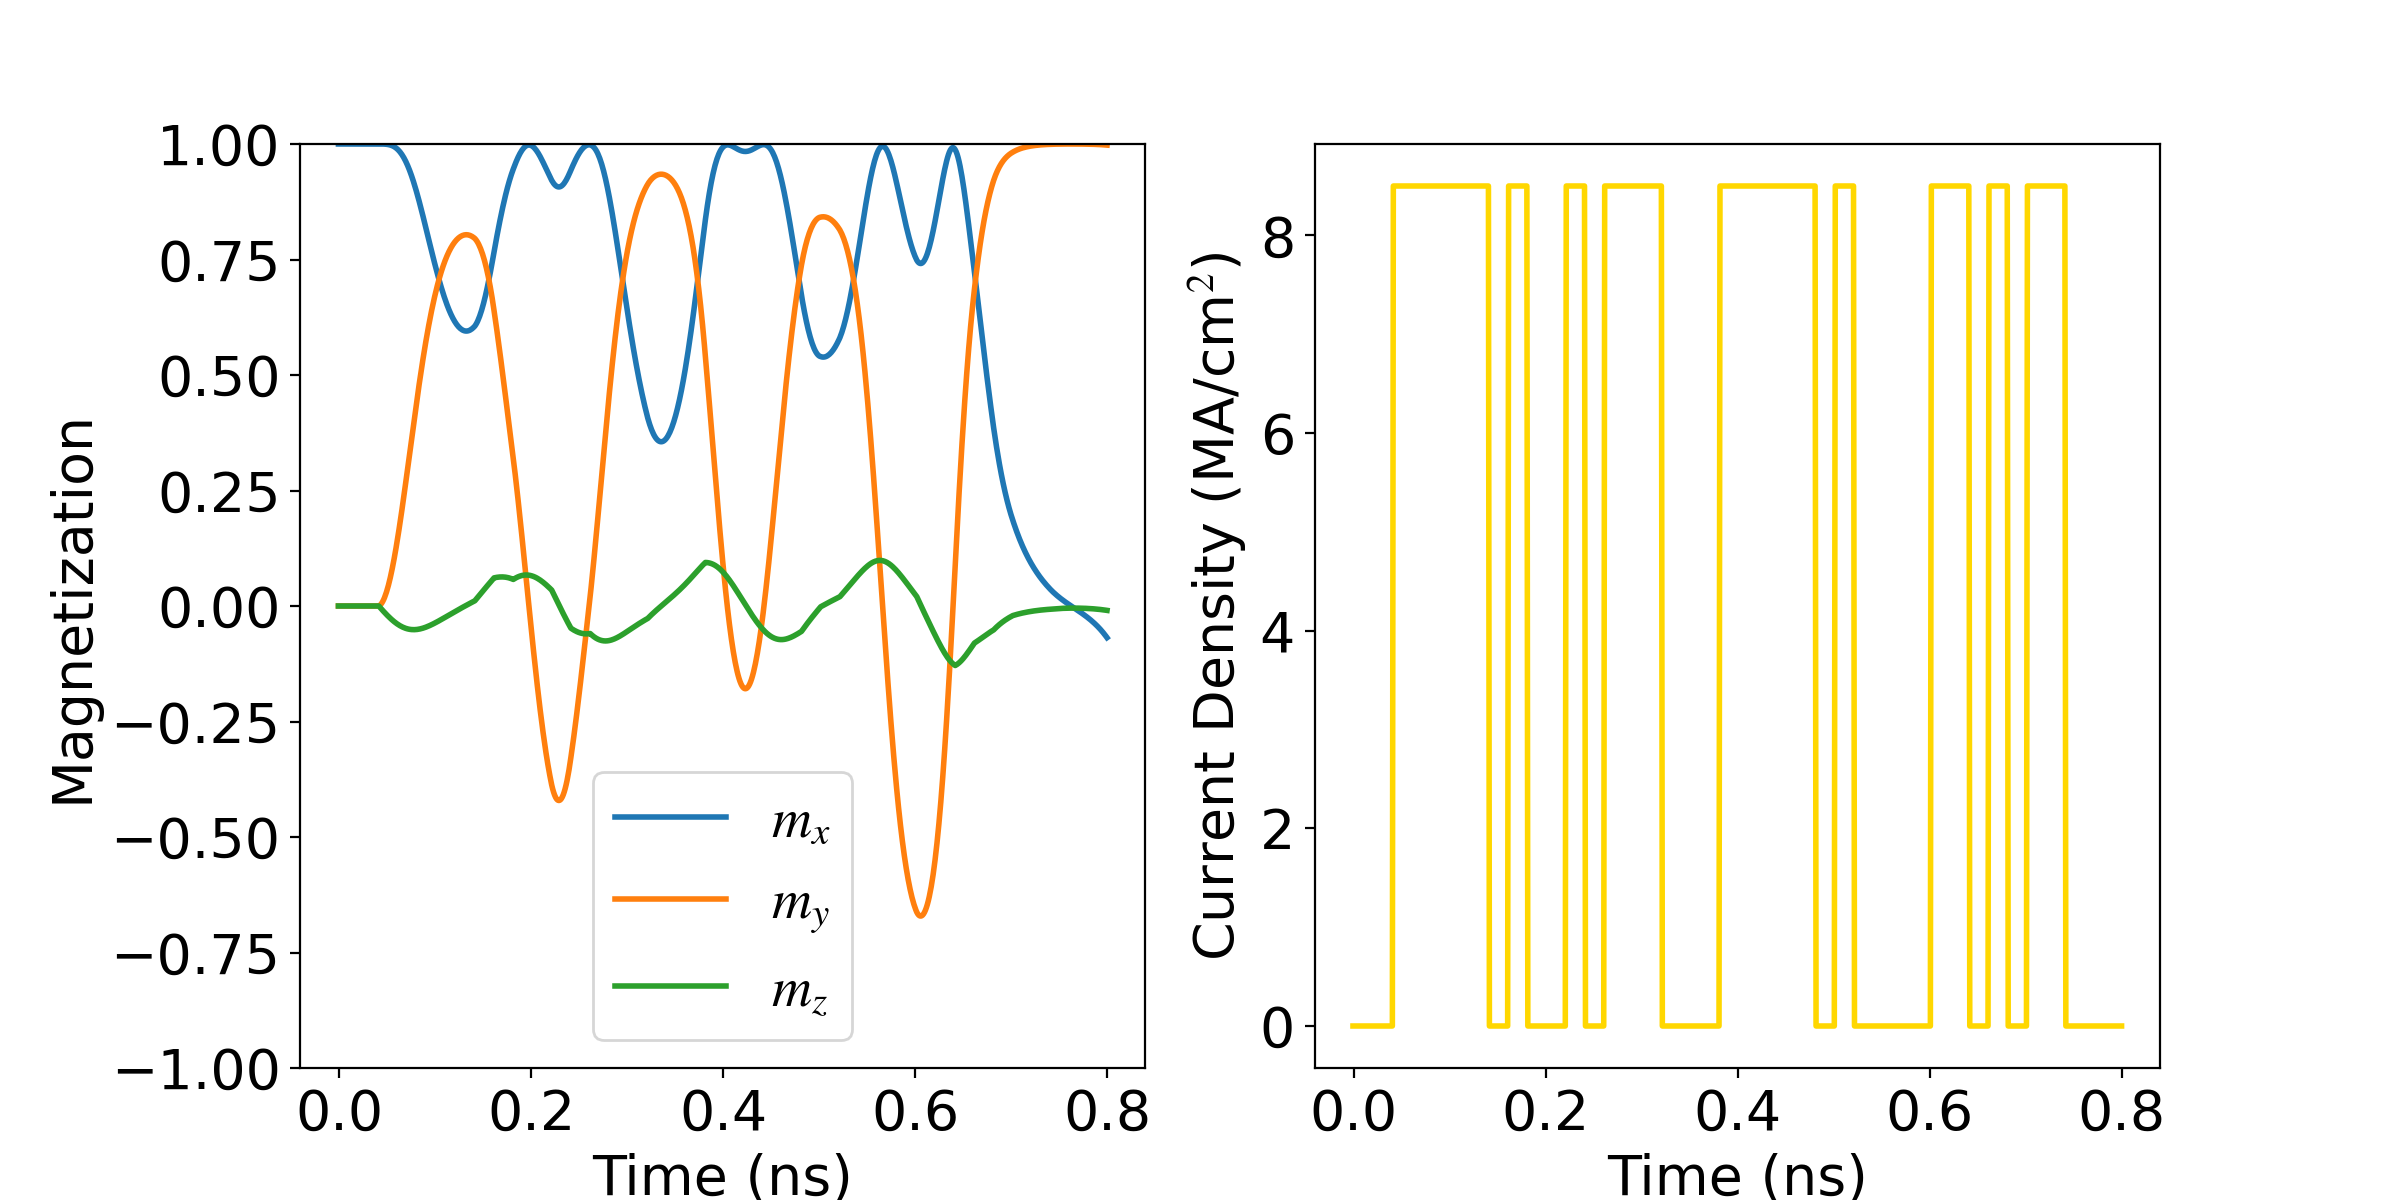 Magnetization
1.00
0.75
0.50
0.25
0.00
−0.25
−0.50
−0.75
−1.00
0.0 0.2 0.4 0.6 0.8
Time (ns)
m_x
m_y
m_z
Current Density (MA/cm²)
8
6
4
2
0
0.0 0.2 0.4 0.6 0.8
Time (ns)